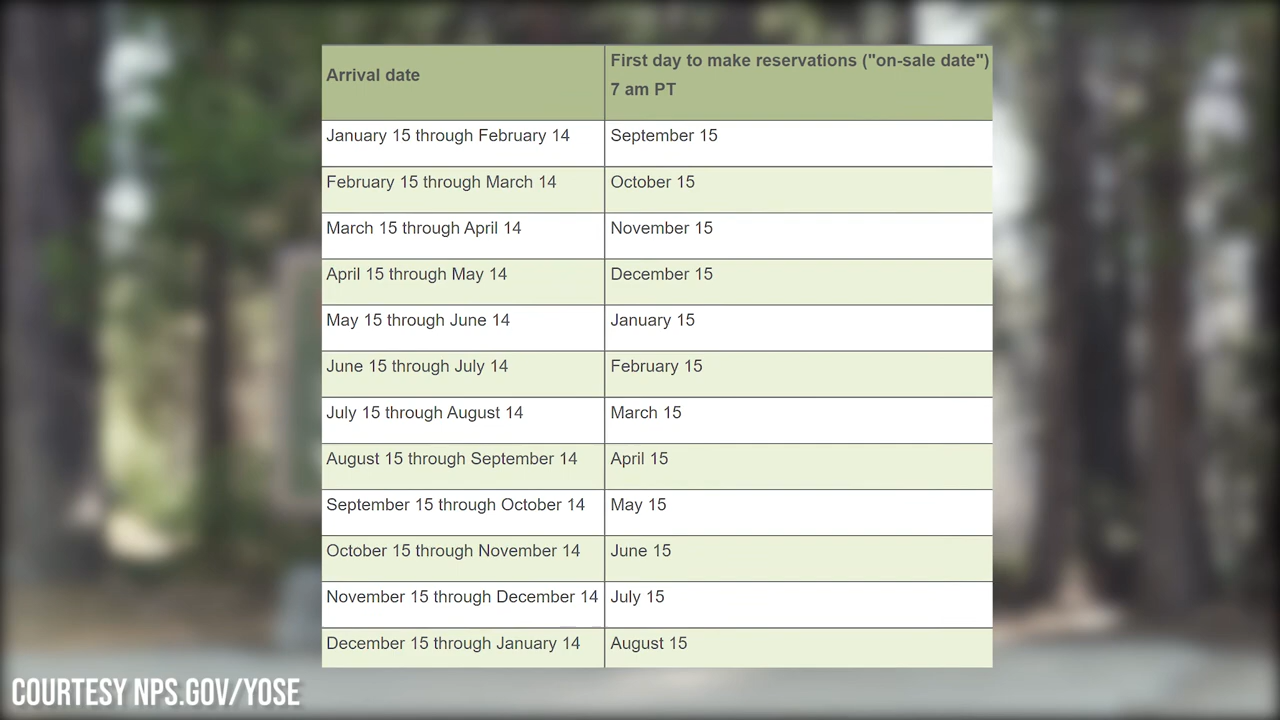 Arrival date
First day to make reservations ("on-sale date")
7 am PT
January 15 through February 14
September 15
February 15 through March 14
October 15
March 15 through April 14
November 15
April 15 through May 14
December 15
May 15 through June 14
January 15
June 15 through July 14
February 15
July 15 through August 14
March 15
August 15 through September 14
April 15
September 15 through October 14
May 15
October 15 through November 14
June 15
November 15 through December 14
July 15
December 15 through January 14
August 15
COURTESY NPS.GOV/YOSE